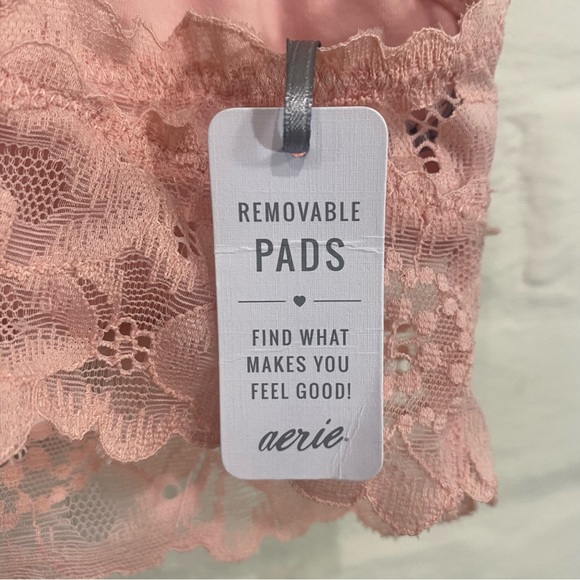 REMOVABLE
PADS
FIND WHAT
MAKES YOU
FEEL GOOD!
aerie